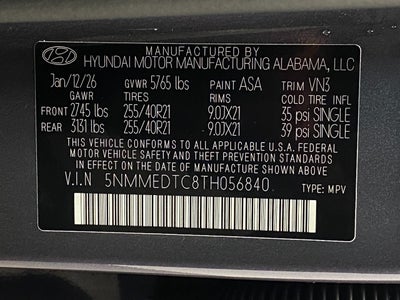 MANUFACTURED BY
HYUNDAI MOTOR MANUFACTURING ALABAMA, LLC
Jan/12/26 GVWR 5765 lbs PAINT ASA TRIM VN3
GAWR TIRES RIMS COLD TIRE INFL
FRONT 2745 lbs 255/40R21 9.0JX21 35 psi SINGLE
REAR 3131 lbs 255/40R21 9.0JX21 39 psi SINGLE
THIS VEHICLE CONFORMS TO ALL APPLICABLE U.S.A FEDERAL
MOTOR VEHICLE SAFETY AND THEFT PREVENTION STANDARDS
IN EFFECT ON THE DATE OF MANUFACTURE SHOWN ABOVE.
V.I.N 5NMMEDTC8TH056840 TYPE: MPV